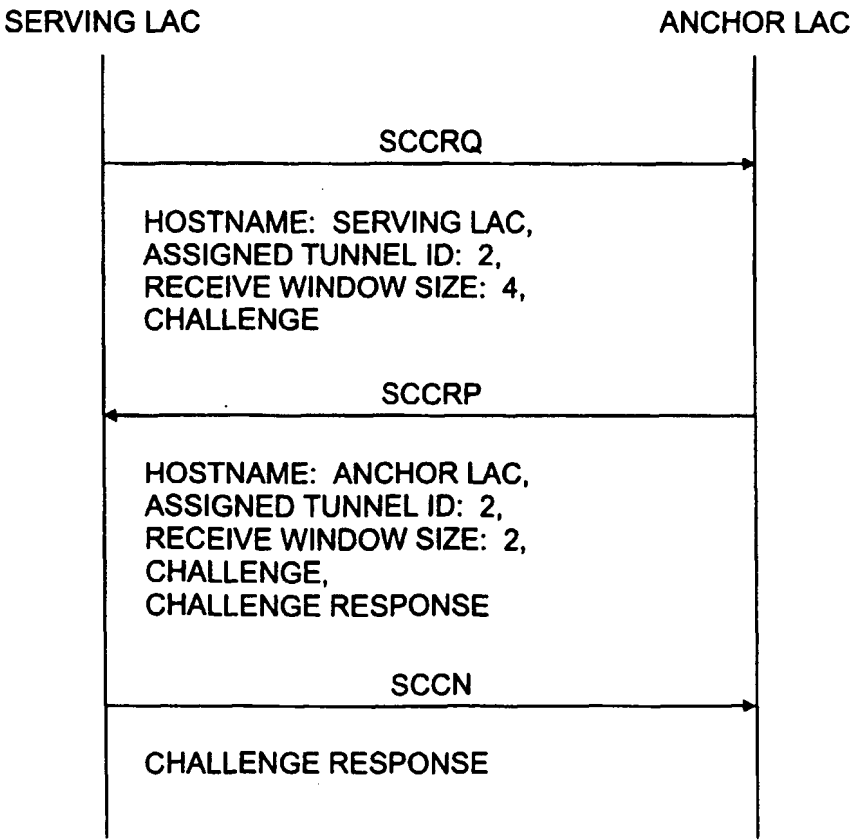 SERVING LAC
ANCHOR LAC
SCCRQ
HOSTNAME: SERVING LAC,
ASSIGNED TUNNEL ID: 2,
RECEIVE WINDOW SIZE: 4,
CHALLENGE
SCCRP
HOSTNAME: ANCHOR LAC,
ASSIGNED TUNNEL ID: 2,
RECEIVE WINDOW SIZE: 2,
CHALLENGE,
CHALLENGE RESPONSE
SCCN
CHALLENGE RESPONSE